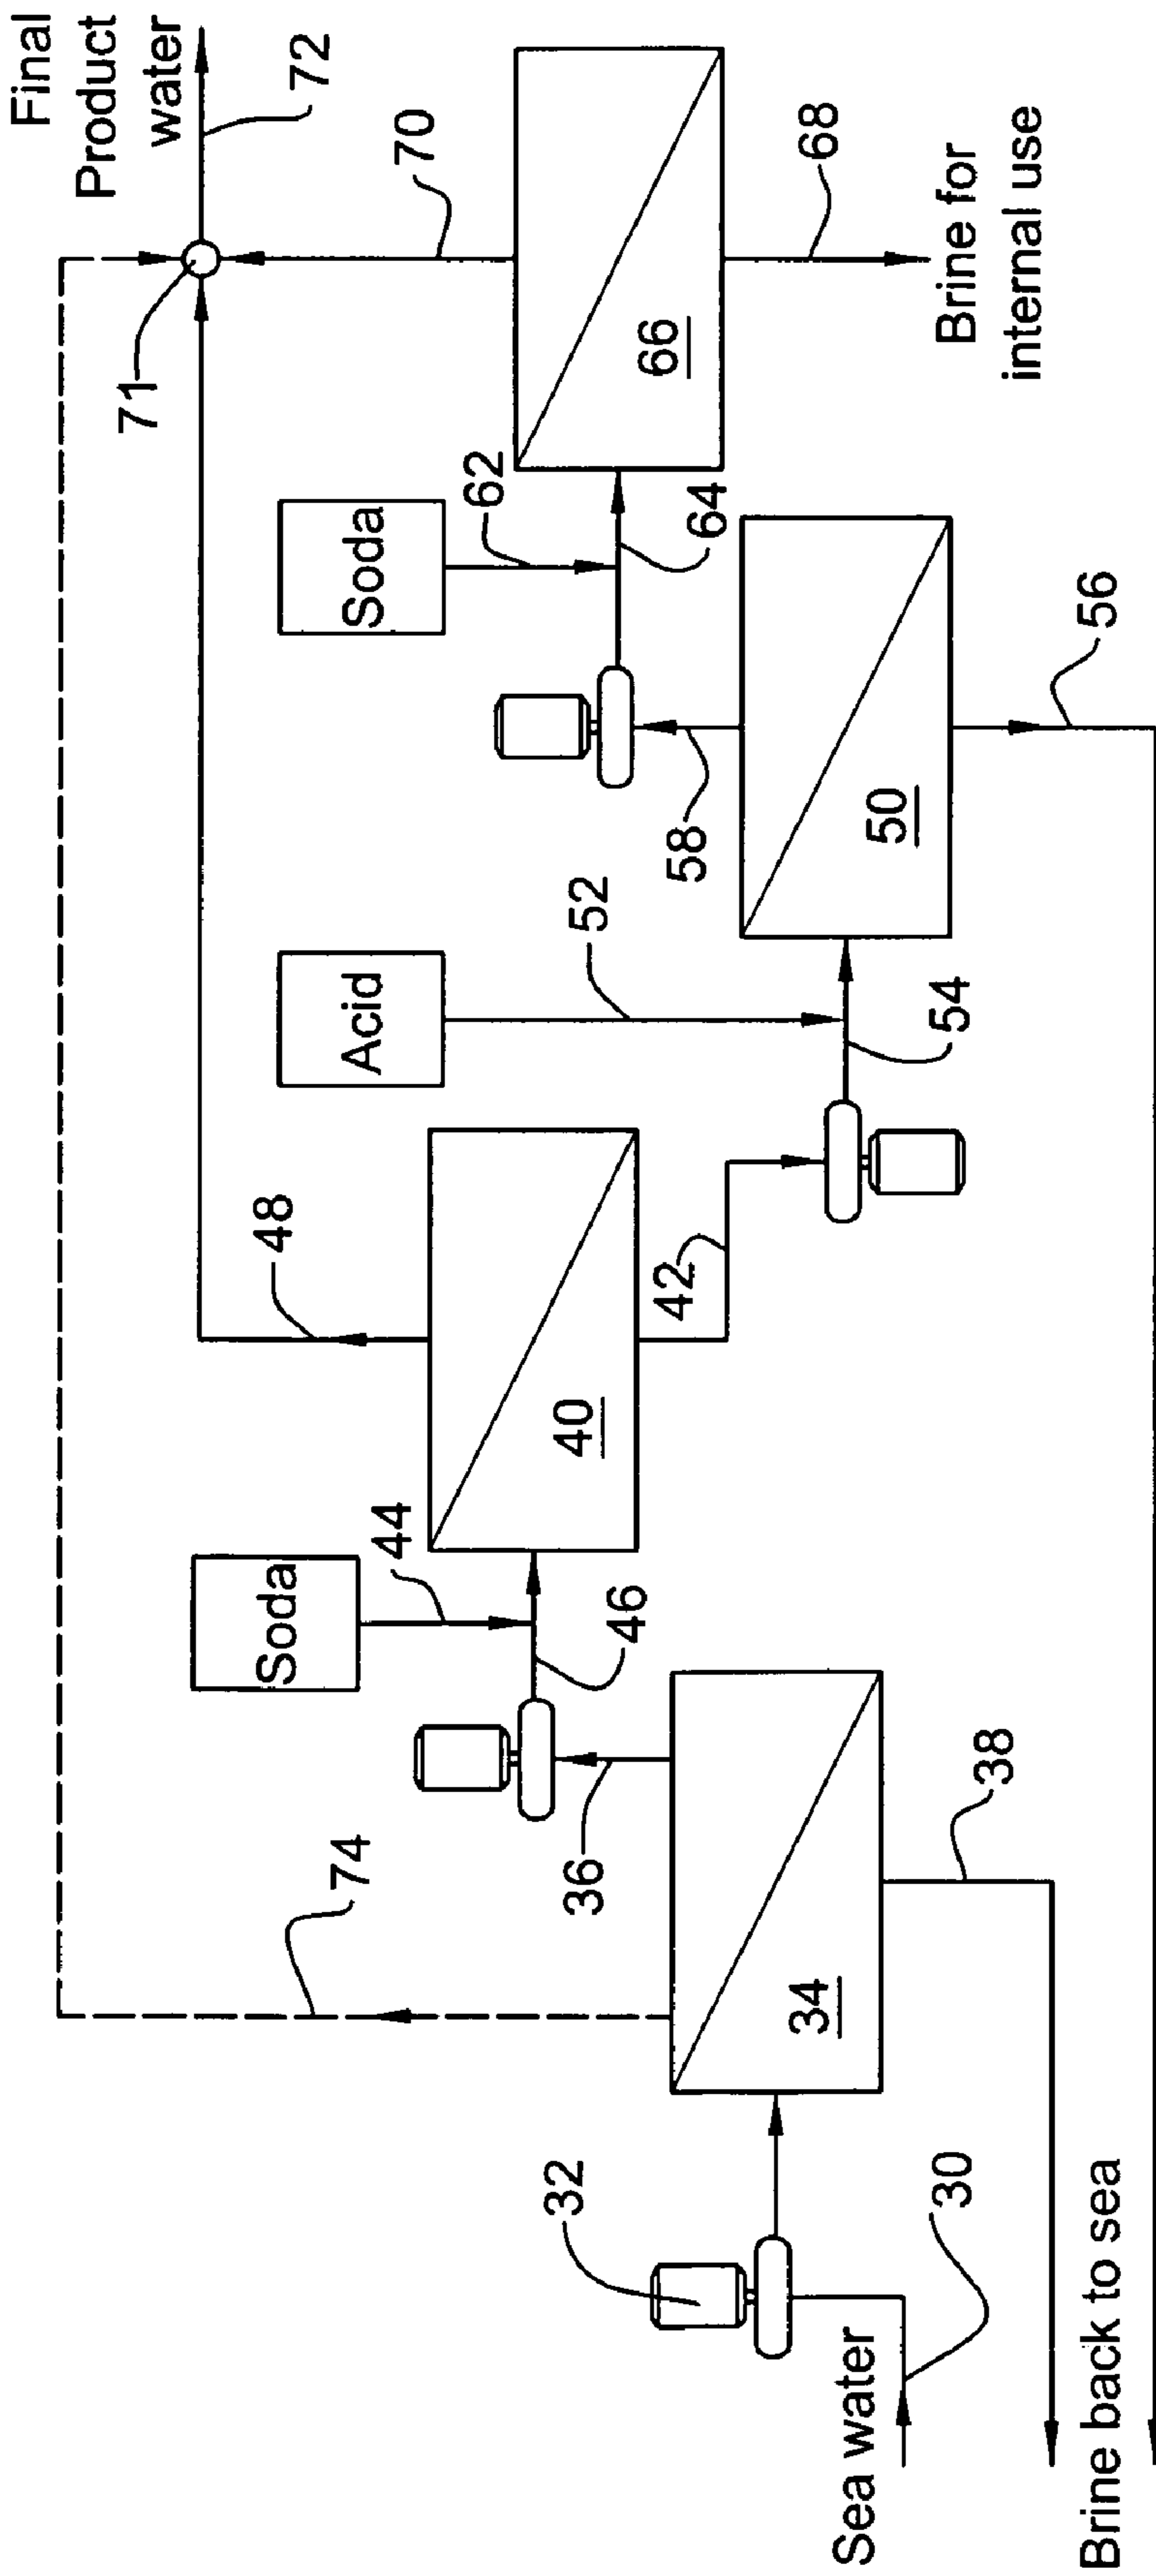 Final
Product
water
72
70
71
Soda
62
64
66
68
Brine for
internal use
Acid
52
58
50
56
54
48
40
42
Soda
44
46
74
36
34
38
32
30
Sea water
Brine back to sea